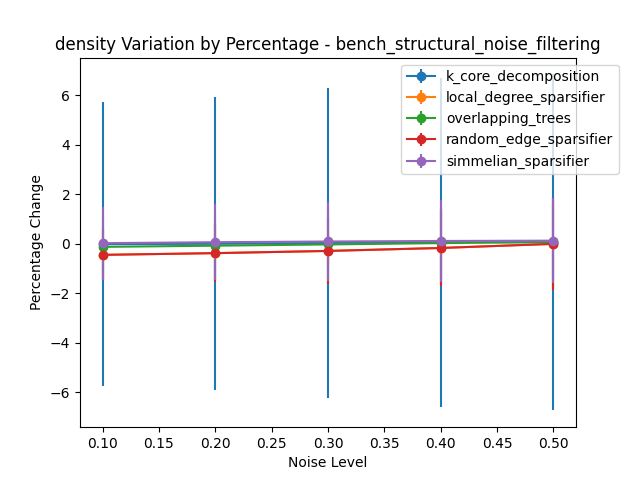 density Variation by Percentage - bench_structural_noise_filtering
k_core_decomposition
local_degree_sparsifier
overlapping_trees
random_edge_sparsifier
simmelian_sparsifier
6
4
2
0
−2
−4
−6
Percentage Change
0.10 0.15 0.20 0.25 0.30 0.35 0.40 0.45 0.50
Noise Level